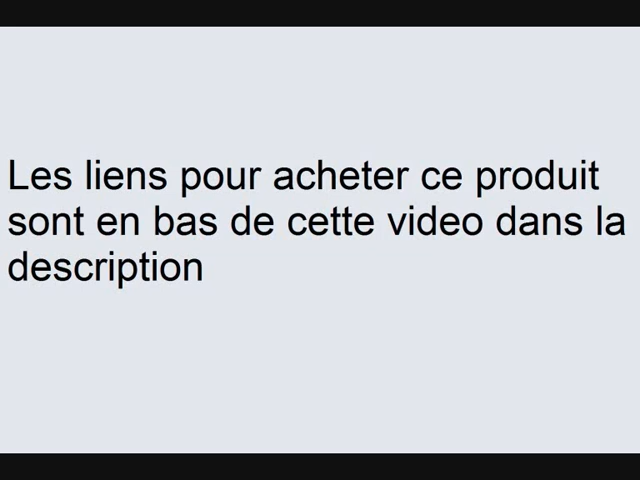 Les liens pour acheter ce produit
sont en bas de cette video dans la
description